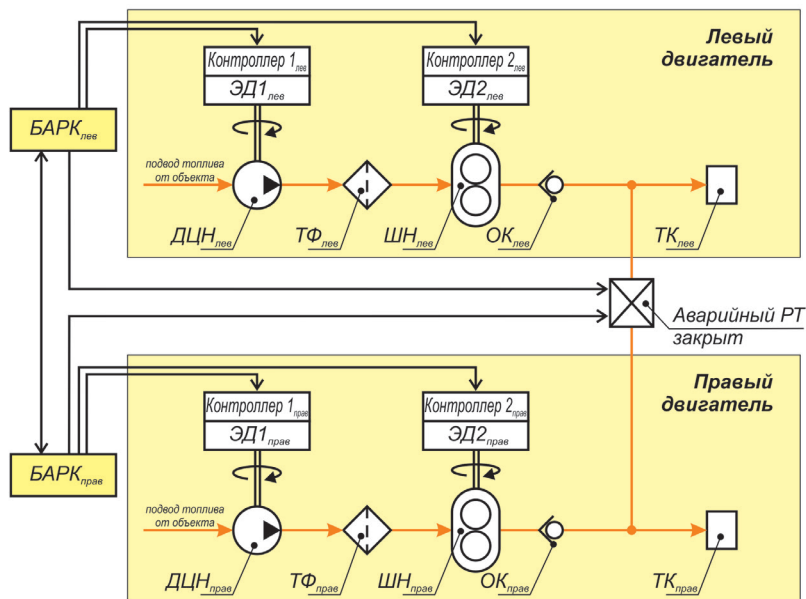 Левый
двигатель
Контроллер 1лев
ЭД1лев
Контроллер 2лев
ЭД2лев
БАРКлев
подвод топлива
от объекта
ДЦНлев
ТФлев
ШНлев
ОКлев
ТКлев
Аварийный РТ
закрыт
Правый
двигатель
Контроллер 1прав
ЭД1прав
Контроллер 2прав
ЭД2прав
БАРКправ
подвод топлива
от объекта
ДЦНправ
ТФправ
ШНправ
ОКправ
ТКправ